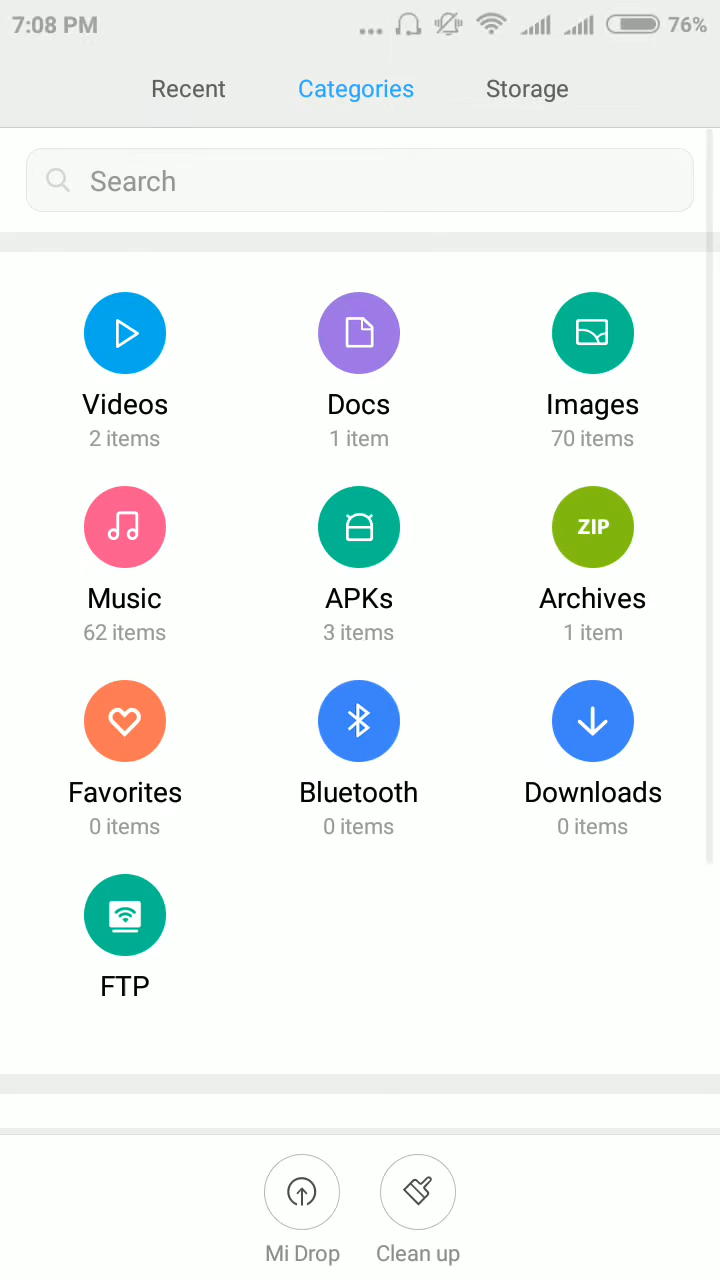 7:08 PM 76%
Recent Categories Storage
Search
Videos Docs Images
2 items 1 item 70 items
ZIP
Music APKs Archives
62 items 3 items 1 item
Favorites Bluetooth Downloads
0 items 0 items 0 items
FTP
Mi Drop Clean up